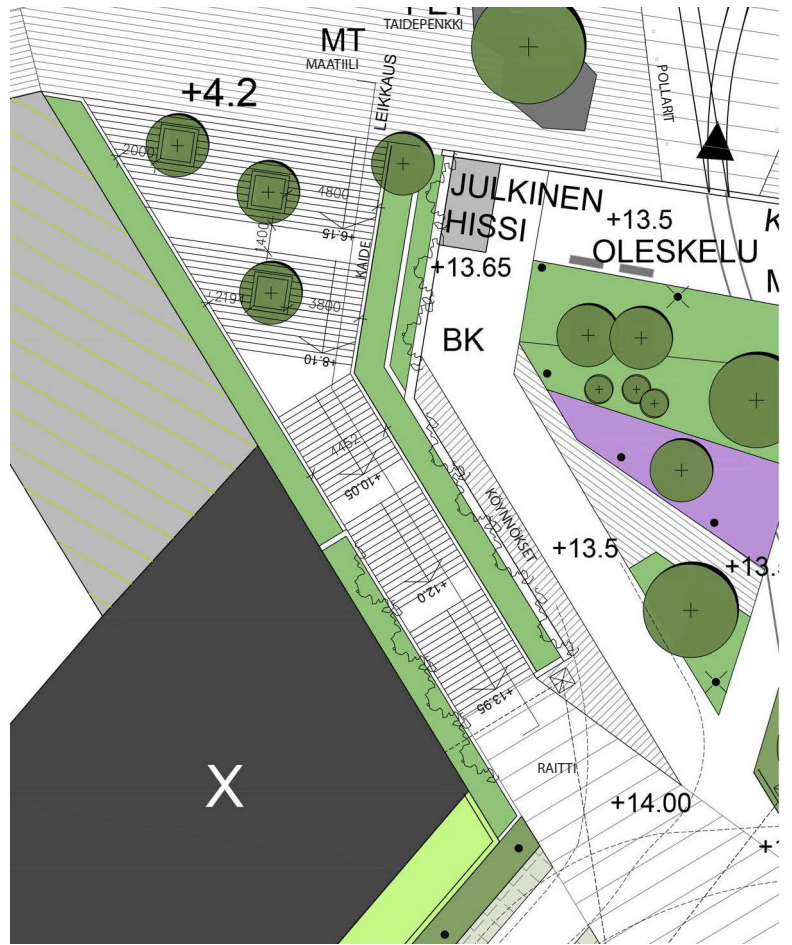 TAIDEPENKKI
MT
MAATIILI
LEIKKAUS
POLLARIT
+4.2
2000
4800
JULKINEN
HISSI
+13.5
OLESKELU
+6.15
1400
KAIDE
+13.65
2194
3800
BK
+8.10
4452
+10.05
KÖYNNÖKSET
+13.5
+12.0
+13.95
RAITTI
X
+14.00